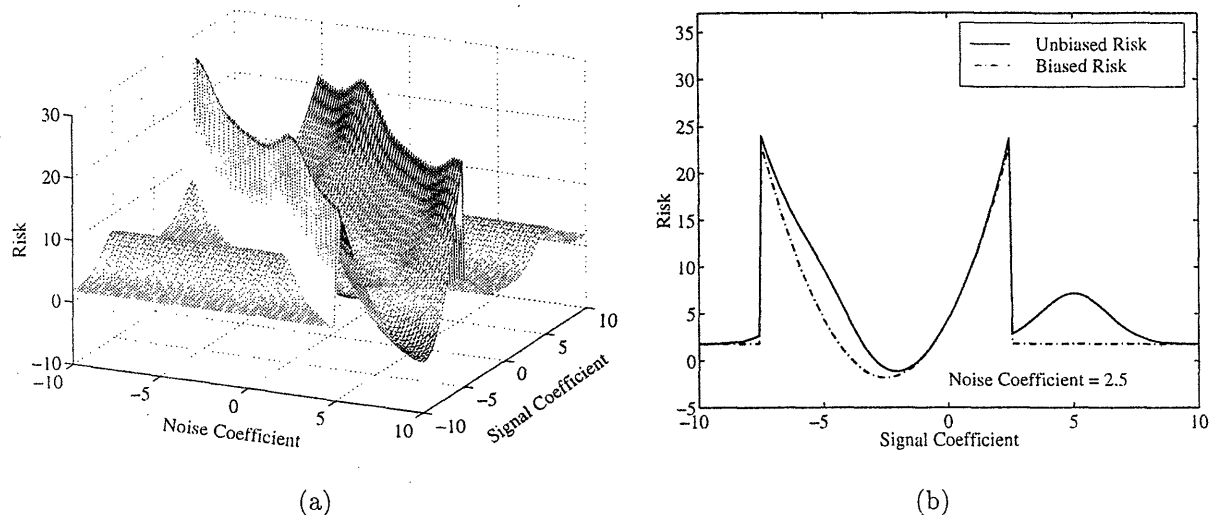 30
20
10
0
−10
Risk
−10
−5
0
5
10
Noise Coefficient
−10
−5
0
5
10
Signal Coefficient
(a)
35
30
25
20
15
10
5
0
−5
Risk
Unbiased Risk
Biased Risk
Noise Coefficient = 2.5
−10
−5
0
5
10
Signal Coefficient
(b)